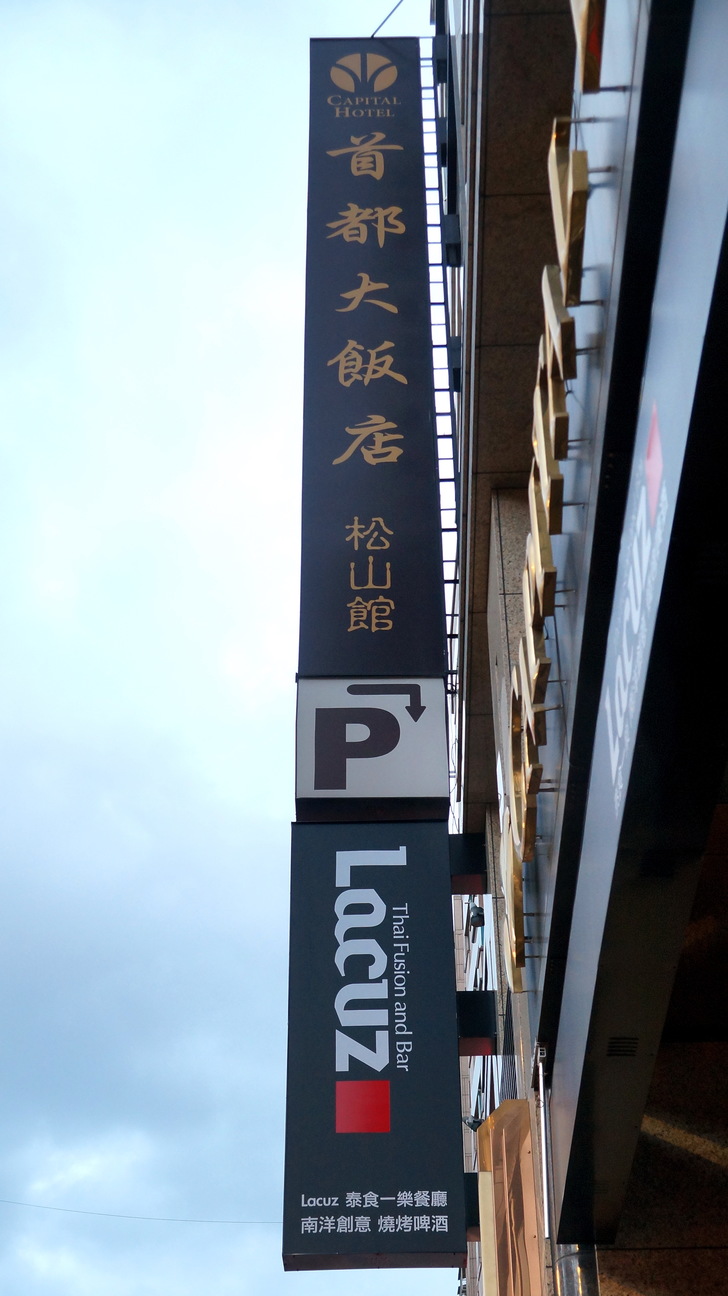 CAPITAL
HOTEL
首都大飯店
松山館
P
Lacuz
Thai Fusion and Bar
Lacuz 泰食一樂餐廳
南洋創意 燒烤啤酒
Lacuz